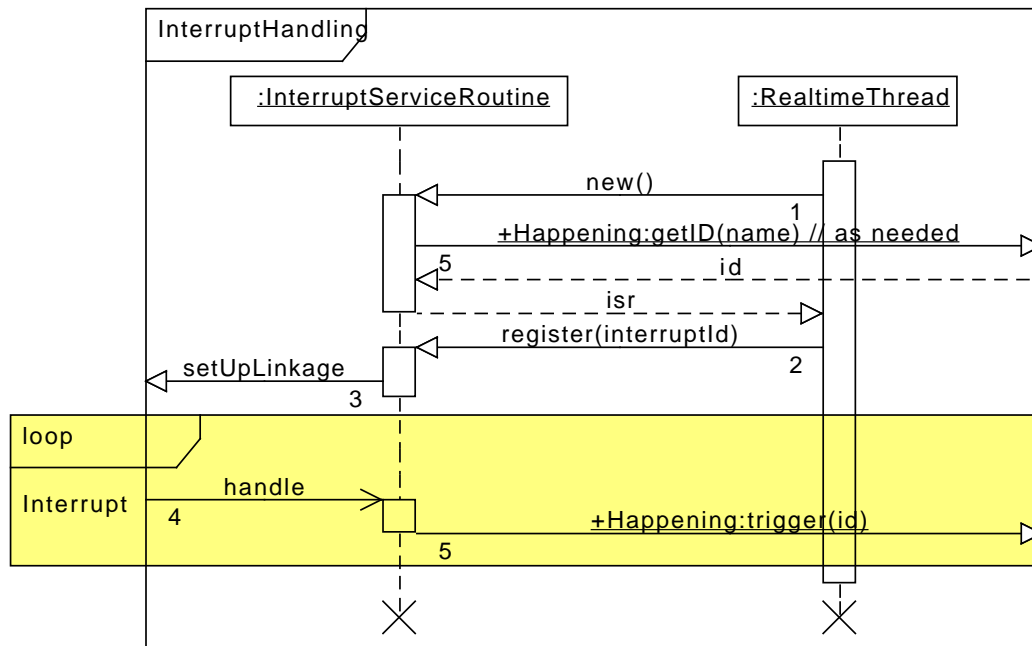 InterruptHandling
:InterruptServiceRoutine
:RealtimeThread
new()
1
+Happening:getID(name) // as needed
5
id
isr
register(interruptId)
2
setUpLinkage
3
loop
Interrupt
handle
4
+Happening:trigger(id)
5